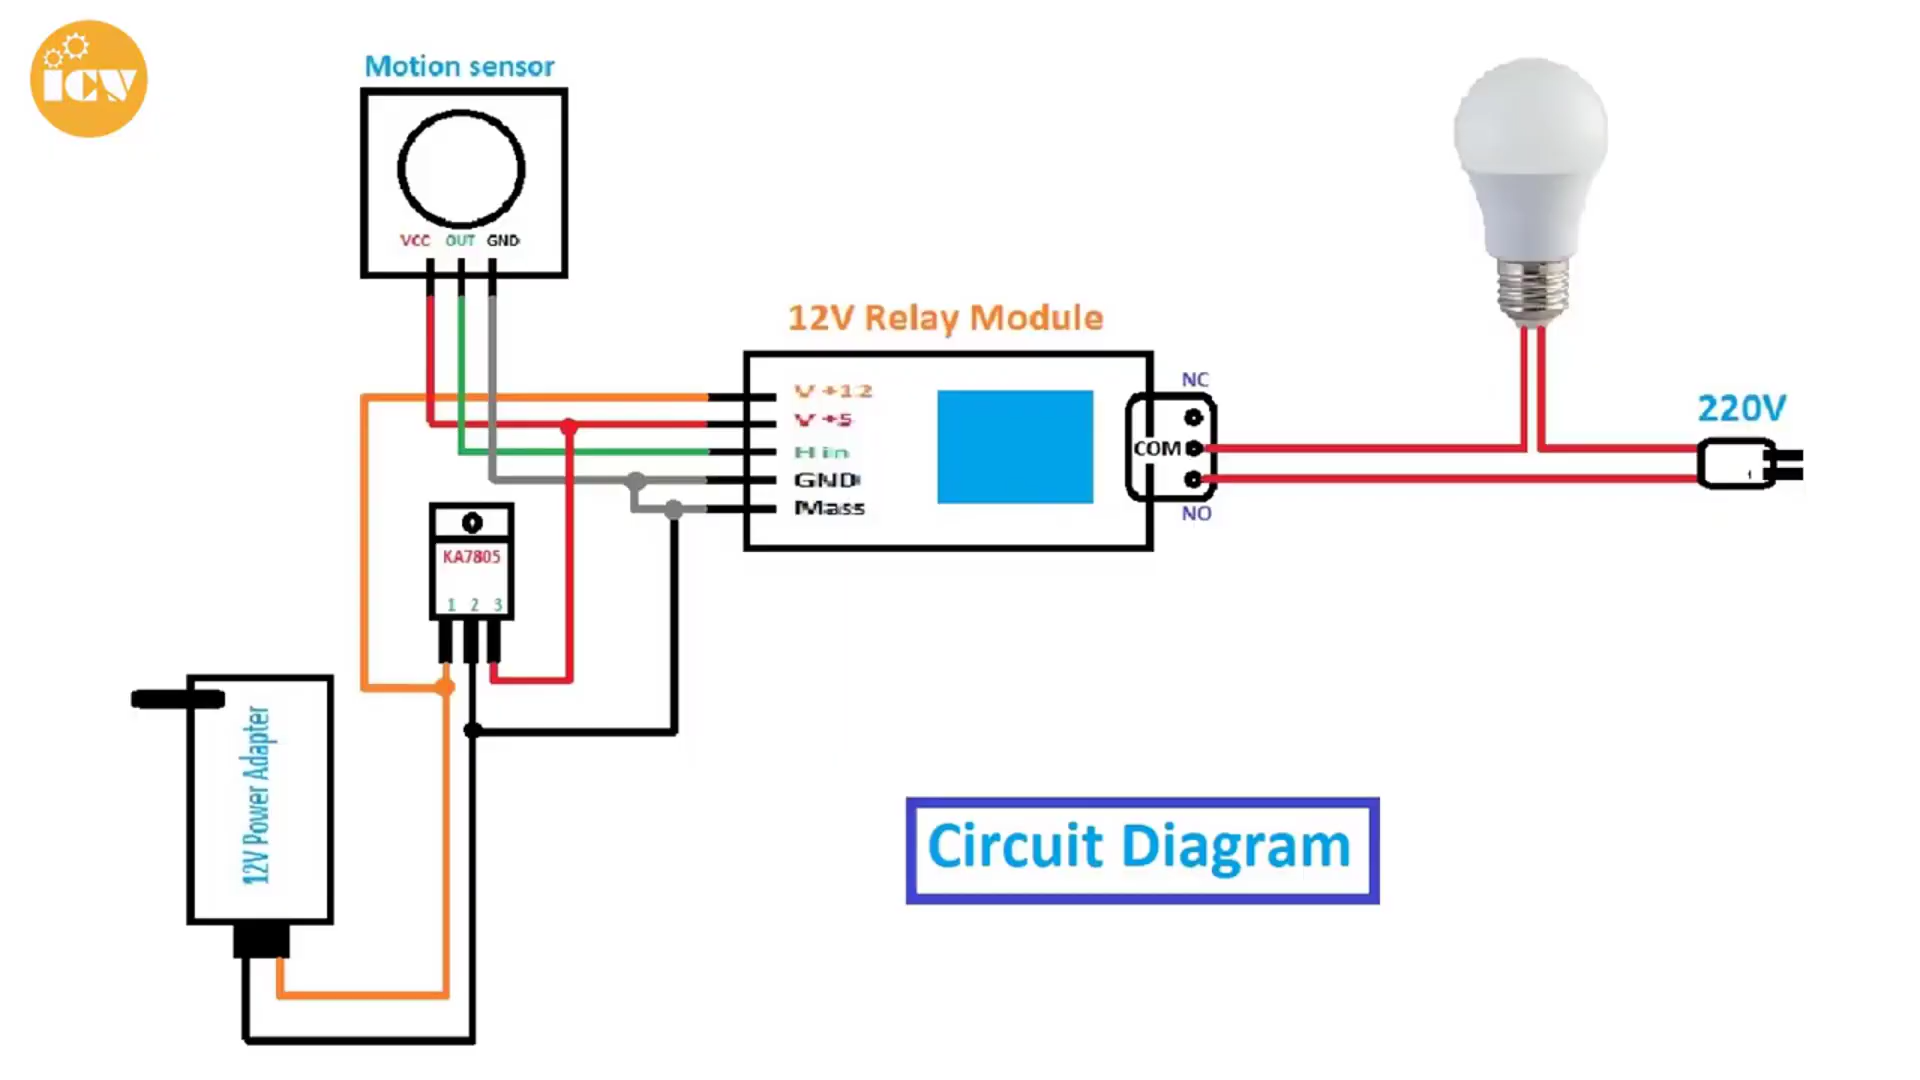 icv
Motion sensor
VCC OUT GND
12V Relay Module
V +12
V +5
H in
GND
Mass
NC
COM
NO
220V
KA7805
1 2 3
12V Power Adapter
Circuit Diagram